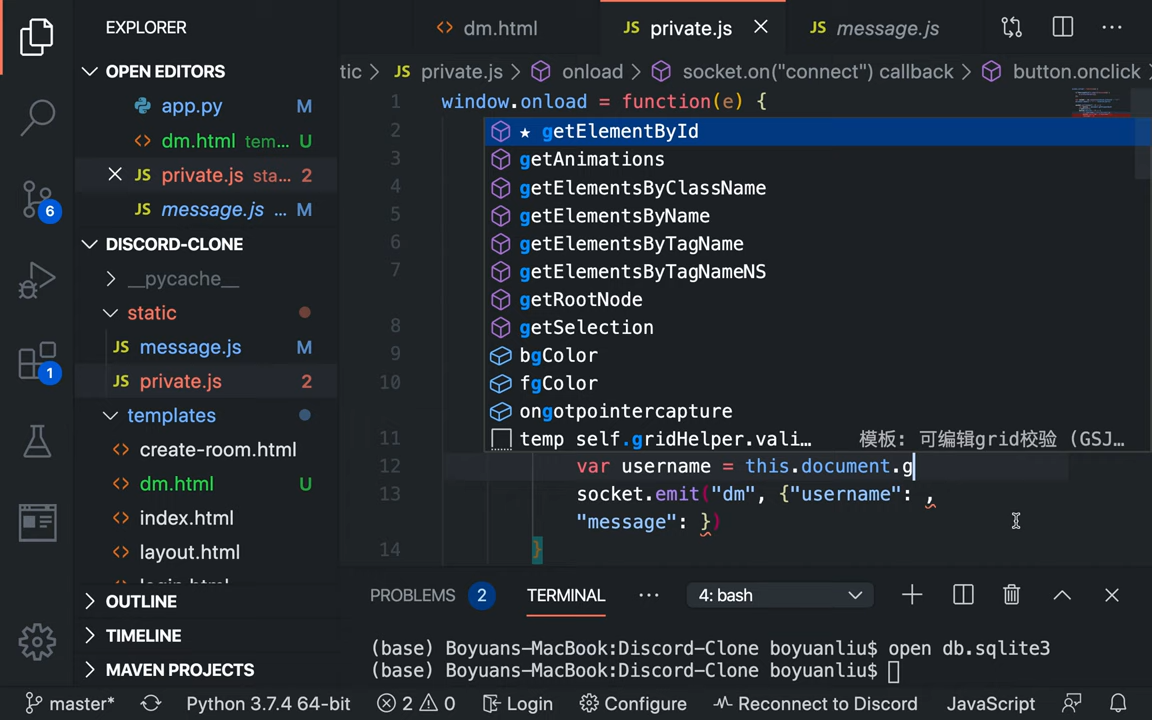 EXPLORER
dm.html
JS private.js
JS message.js
OPEN EDITORS
tic > JS private.js > onload > socket.on("connect") callback > button.onclick
app.py M
dm.html tem... U
JS private.js sta... 2
JS message.js ... M
DISCORD-CLONE
__pycache__
static
JS message.js M
JS private.js 2
templates
create-room.html
dm.html U
index.html
layout.html
OUTLINE
TIMELINE
MAVEN PROJECTS
6
1
1 window.onload = function(e) {
2
3
4
5
6
7
8
9
10
11
★ getElementById
getAnimations
getElementsByClassName
getElementsByName
getElementsByTagName
getElementsByTagNameNS
getRootNode
getSelection
bgColor
fgColor
ongotpointercapture
temp self.gridHelper.vali... 模板: 可编辑grid校验 (GSJ...
12 var username = this.document.g
13 socket.emit("dm", {"username": ,
"message": })
14 }
PROBLEMS 2 TERMINAL ... 4: bash
(base) Boyuans-MacBook:Discord-Clone boyuanliu$ open db.sqlite3
(base) Boyuans-MacBook:Discord-Clone boyuanliu$
master* Python 3.7.4 64-bit 2 0 Login Configure Reconnect to Discord JavaScript